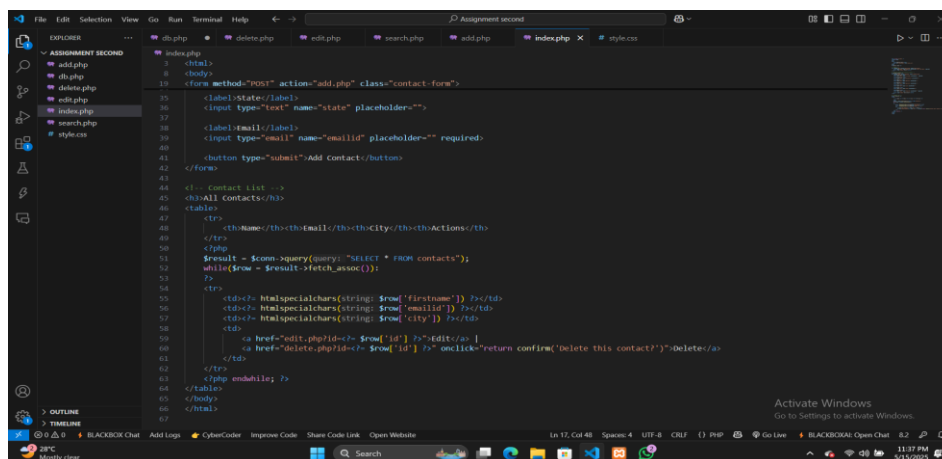 File Edit Selection View Go Run Terminal Help
Assignment second
EXPLORER
db.php
delete.php
edit.php
search.php
add.php
index.php
# style.css
ASSIGNMENT SECOND
add.php
db.php
delete.php
edit.php
index.php
search.php
# style.css
OUTLINE
TIMELINE
index.php
3 <html>
8 <body>
19 <form method="POST" action="add.php" class="contact-form">
35 <label>State</label>
36 <input type="text" name="state" placeholder="">
37
38 <label>Email</label>
39 <input type="email" name="emailid" placeholder="" required>
40
41 <button type="submit">Add Contact</button>
42 </form>
43
44 <!-- Contact List -->
45 <h3>All Contacts</h3>
46 <table>
47 <tr>
48 <th>Name</th><th>Email</th><th>City</th><th>Actions</th>
49 </tr>
50 <?php
51 $result = $conn->query(query: "SELECT * FROM contacts");
52 while($row = $result->fetch_assoc()):
53 ?>
54 <tr>
55 <td><?= htmlspecialchars(string: $row['firstname']) ?></td>
56 <td><?= htmlspecialchars(string: $row['emailid']) ?></td>
57 <td><?= htmlspecialchars(string: $row['city']) ?></td>
58 <td>
59 <a href="edit.php?id=<?= $row['id'] ?>">Edit</a> |
60 <a href="delete.php?id=<?= $row['id'] ?>" onclick="return confirm('Delete this contact?')">Delete</a>
61 </td>
62 </tr>
63 <?php endwhile; ?>
64 </table>
65 </body>
66 </html>
67
Activate Windows
Go to Settings to activate Windows.
0 0 BLACKBOX Chat Add Logs CyberCoder Improve Code Share Code Link Open Website Ln 17, Col 48 Spaces: 4 UTF-8 CRLF {} PHP Go Live BLACKBOXAI: Open Chat 8.2
28°C
Mostly clear
Search
11:37 PM
5/15/2025